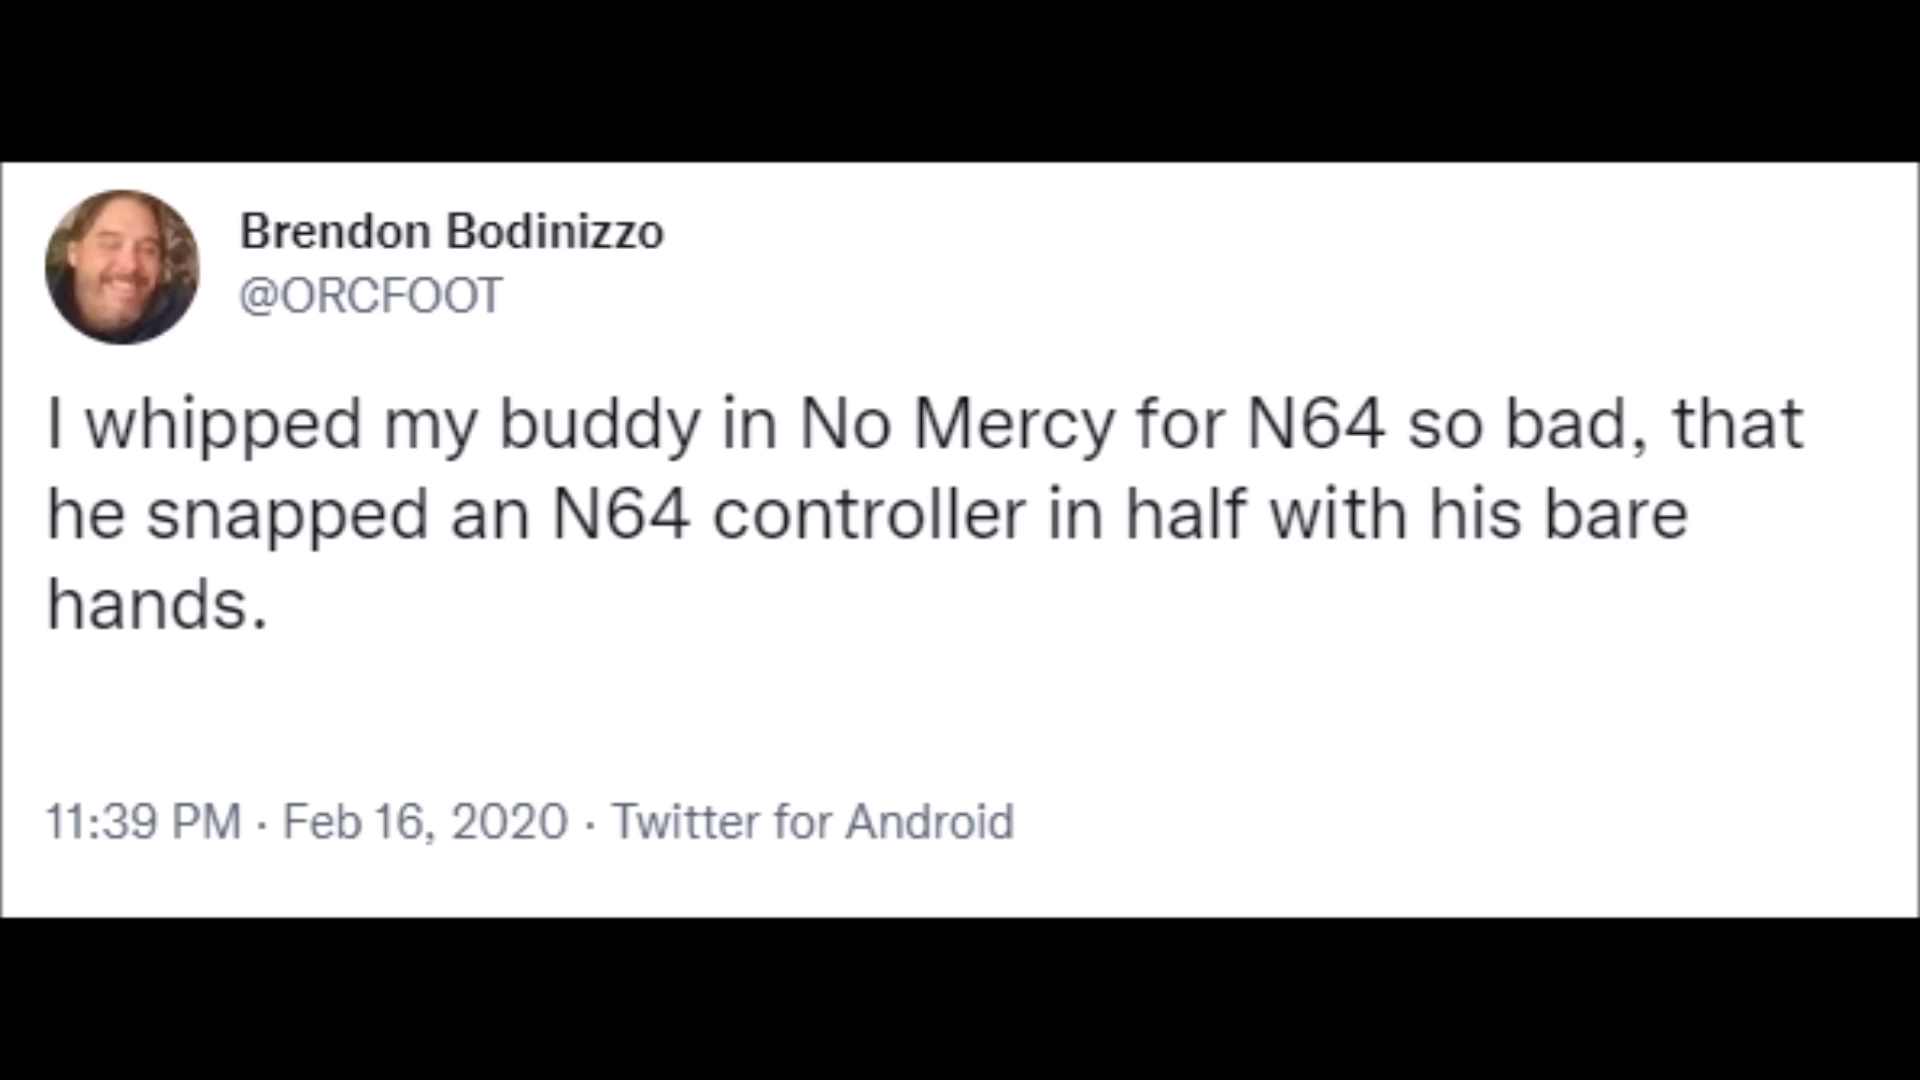 Brendon Bodinizzo
@ORCFOOT
I whipped my buddy in No Mercy for N64 so bad, that
he snapped an N64 controller in half with his bare
hands.
11:39 PM · Feb 16, 2020 · Twitter for Android